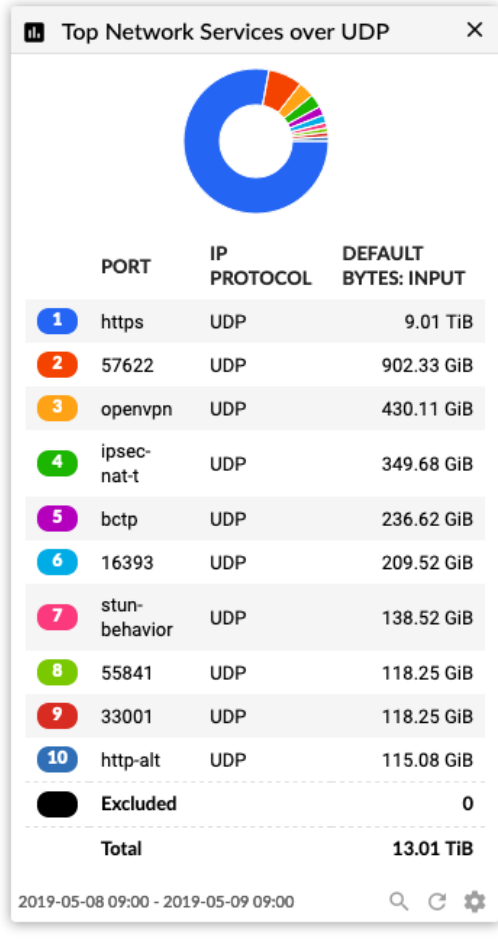 Top Network Services over UDP
PORT IP PROTOCOL DEFAULT BYTES: INPUT
1 https UDP 9.01 TiB
2 57622 UDP 902.33 GiB
3 openvpn UDP 430.11 GiB
4 ipsec-nat-t UDP 349.68 GiB
5 bctp UDP 236.62 GiB
6 16393 UDP 209.52 GiB
7 stun-behavior UDP 138.52 GiB
8 55841 UDP 118.25 GiB
9 33001 UDP 118.25 GiB
10 http-alt UDP 115.08 GiB
Excluded 0
Total 13.01 TiB
2019-05-08 09:00 - 2019-05-09 09:00